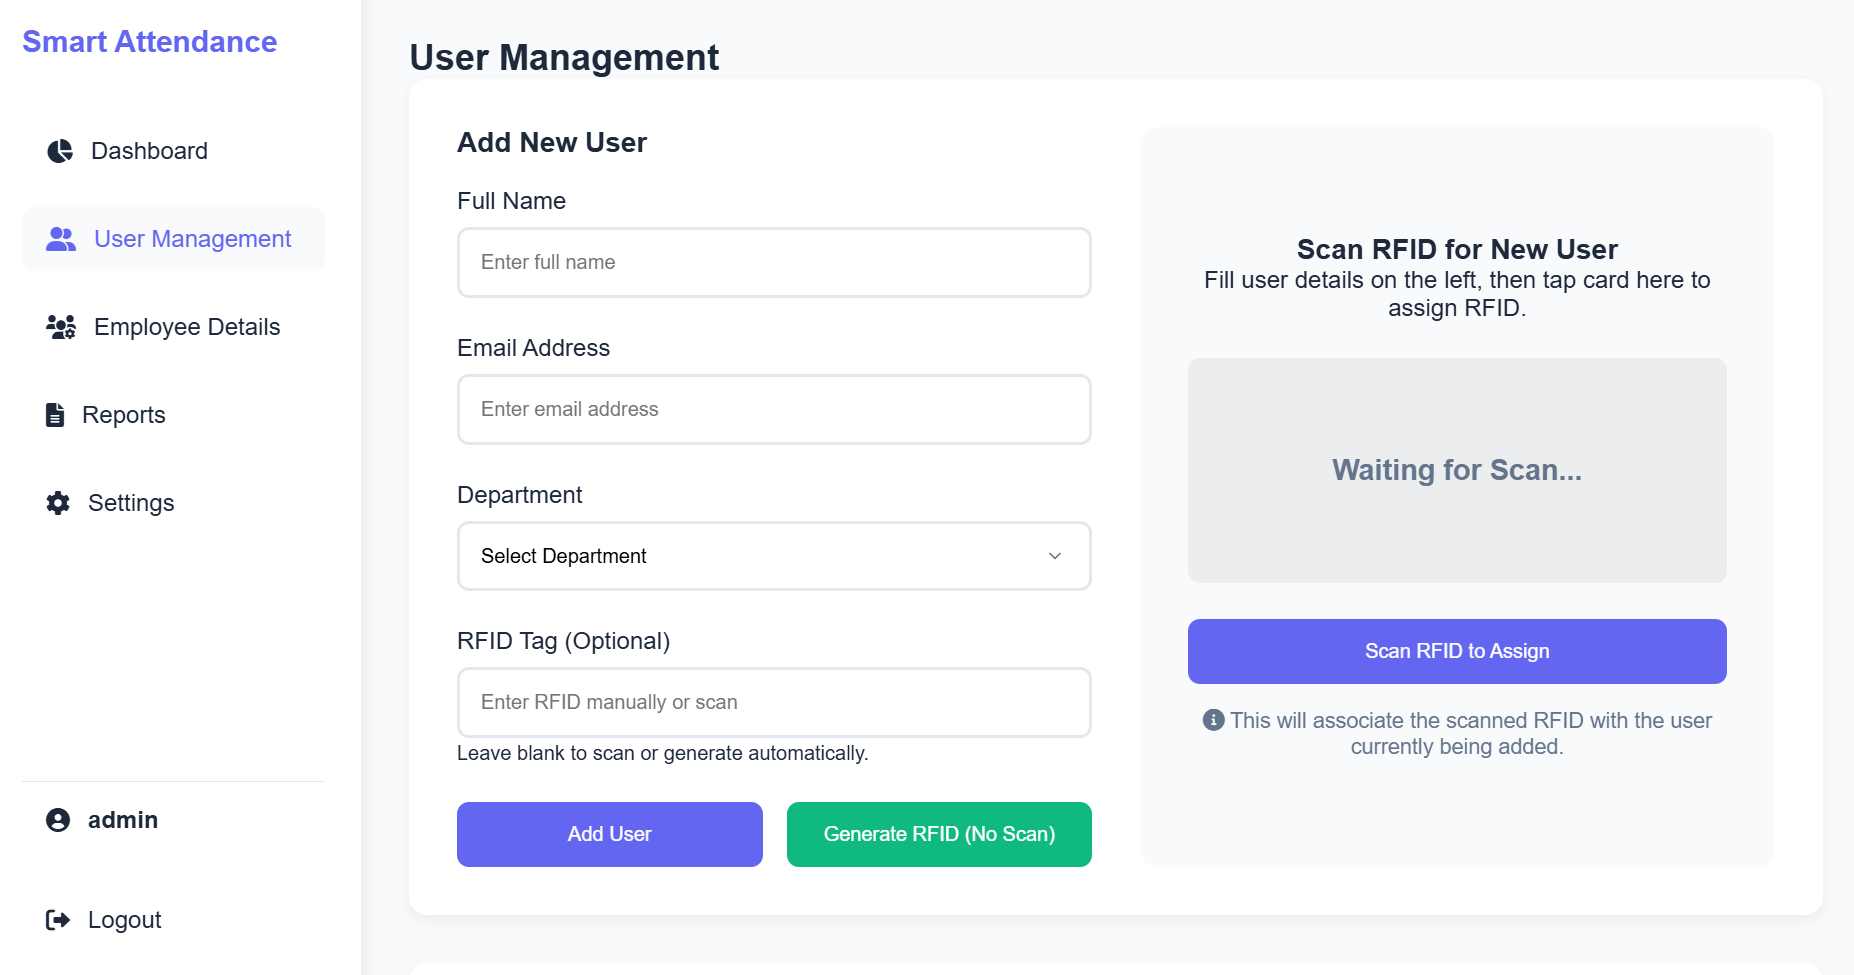 Smart Attendance
Dashboard
User Management
Employee Details
Reports
Settings
admin
Logout
User Management
Add New User
Full Name
Enter full name
Email Address
Enter email address
Department
Select Department
RFID Tag (Optional)
Enter RFID manually or scan
Leave blank to scan or generate automatically.
Add User
Generate RFID (No Scan)
Scan RFID for New User
Fill user details on the left, then tap card here to
assign RFID.
Waiting for Scan...
Scan RFID to Assign
This will associate the scanned RFID with the user
currently being added.